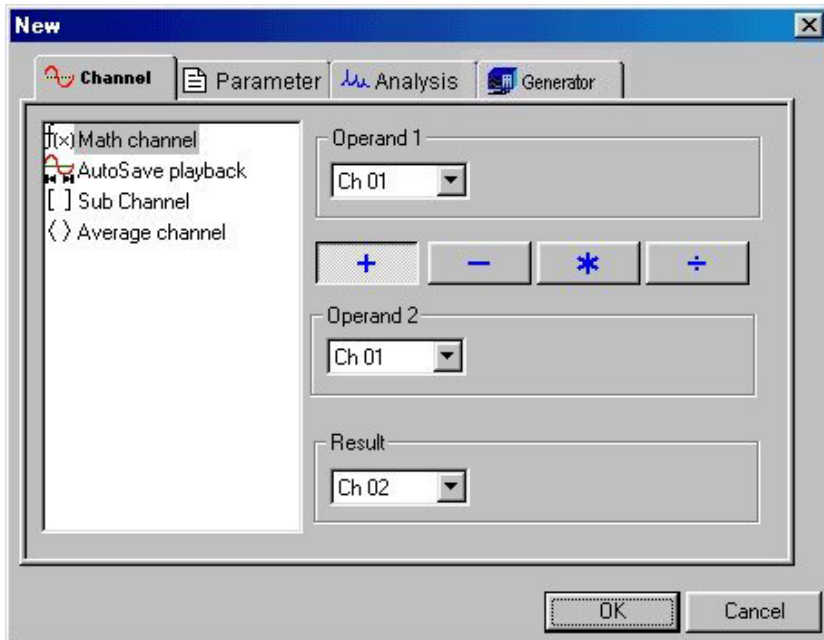 New
Channel
Parameter
Analysis
Generator
f(x) Math channel
AutoSave playback
[ ] Sub Channel
⟨ ⟩ Average channel
Operand 1
Ch 01
+ − * ÷
Operand 2
Ch 01
Result
Ch 02
OK
Cancel